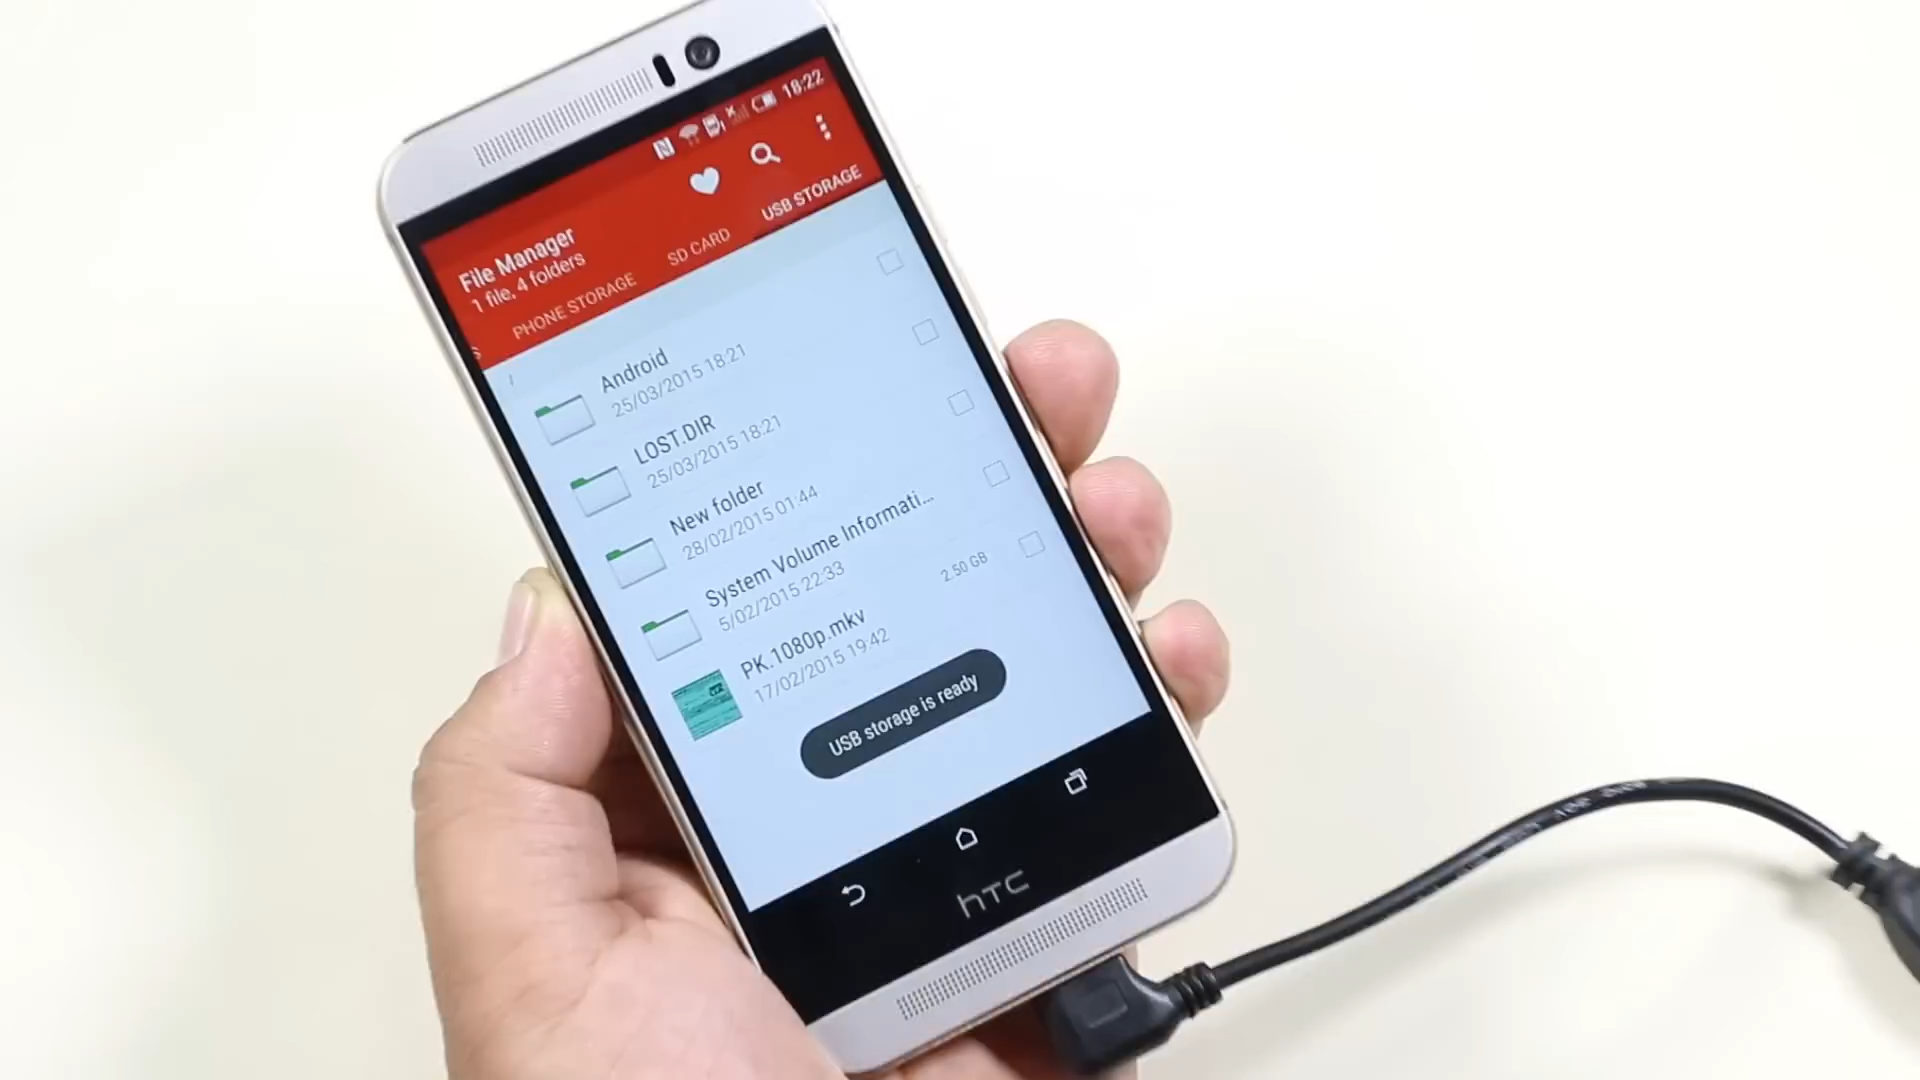 18:22
File Manager
1 file, 4 folders
PHONE STORAGE
SD CARD
USB STORAGE
/
Android
25/03/2015 18:21
LOST.DIR
25/03/2015 18:21
New folder
28/02/2015 01:44
System Volume Informati...
5/02/2015 22:33
PK.1080p.mkv
17/02/2015 19:42
2.50 GB
USB storage is ready
hTC